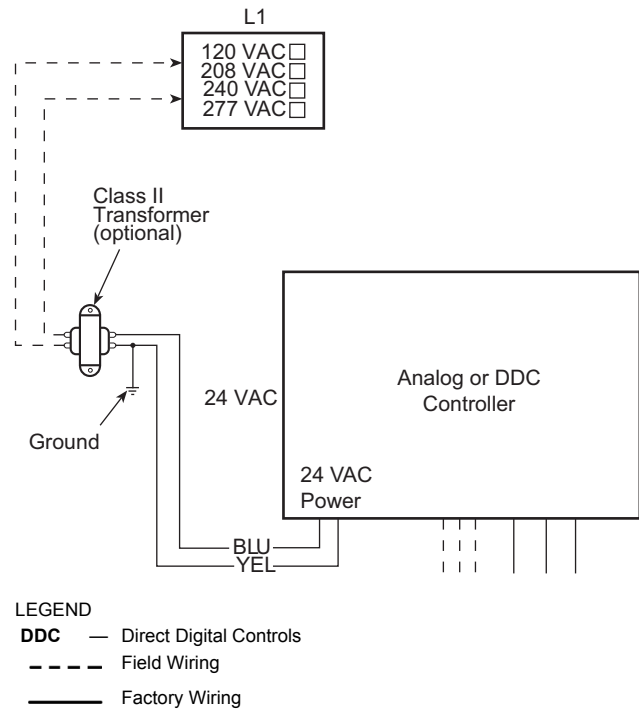 L1
120 VAC
208 VAC
240 VAC
277 VAC
Class II
Transformer
(optional)
Ground
24 VAC
Analog or DDC
Controller
24 VAC
Power
BLU
YEL
LEGEND
DDC — Direct Digital Controls
Field Wiring
Factory Wiring